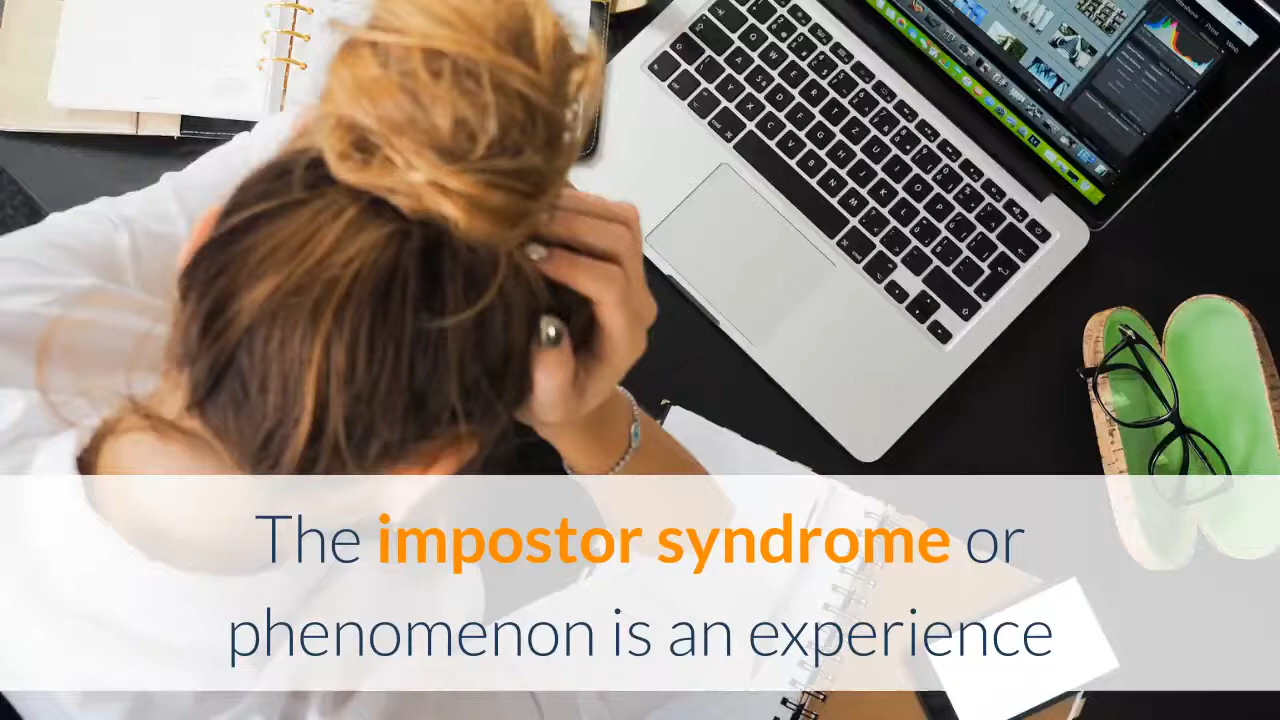 The impostor syndrome or
phenomenon is an experience